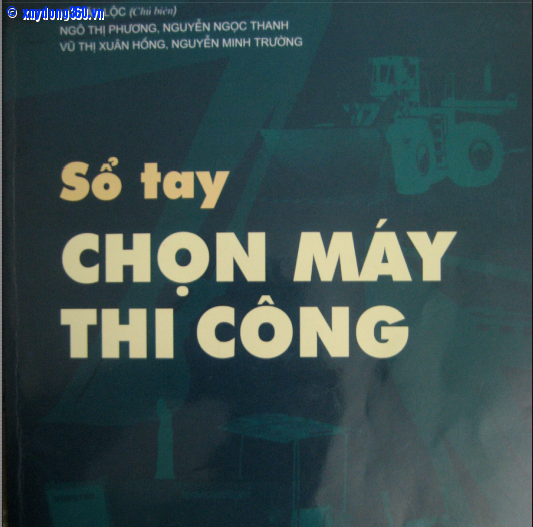 © xuydong360.vn
LỘC (Chủ biên)
NGÔ THỊ PHƯƠNG, NGUYỄN NGỌC THANH
VŨ THỊ XUÂN HỒNG, NGUYỄN MINH TRƯỜNG
Sổ tay
CHỌN MÁY
THI CÔNG